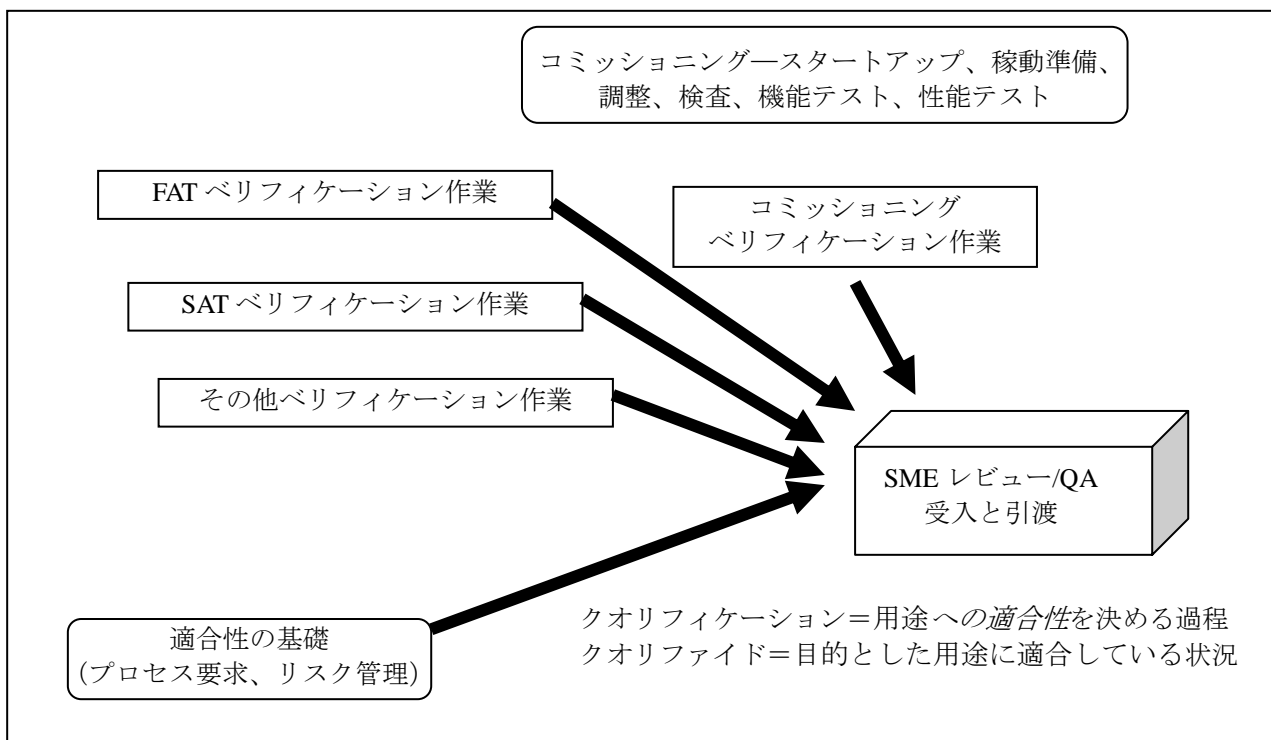 コミッショニング―スタートアップ、稼動準備、
調整、検査、機能テスト、性能テスト
FAT ベリフィケーション作業
コミッショニング
ベリフィケーション作業
SAT ベリフィケーション作業
その他ベリフィケーション作業
SME レビュー/QA
受入と引渡
適合性の基礎
(プロセス要求、リスク管理)
クオリフィケーション＝用途への適合性を決める過程
クオリファイド＝目的とした用途に適合している状況